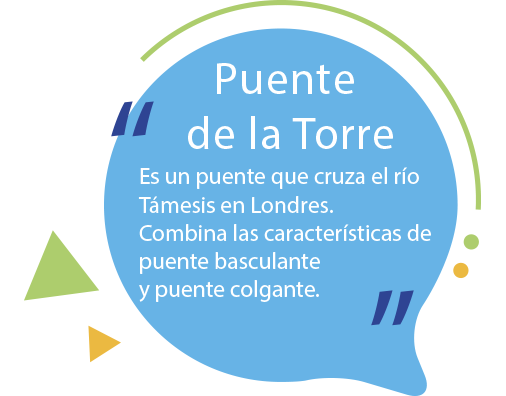 Puente
de la Torre
Es un puente que cruza el río
Támesis en Londres.
Combina las características de
puente basculante
y puente colgante.